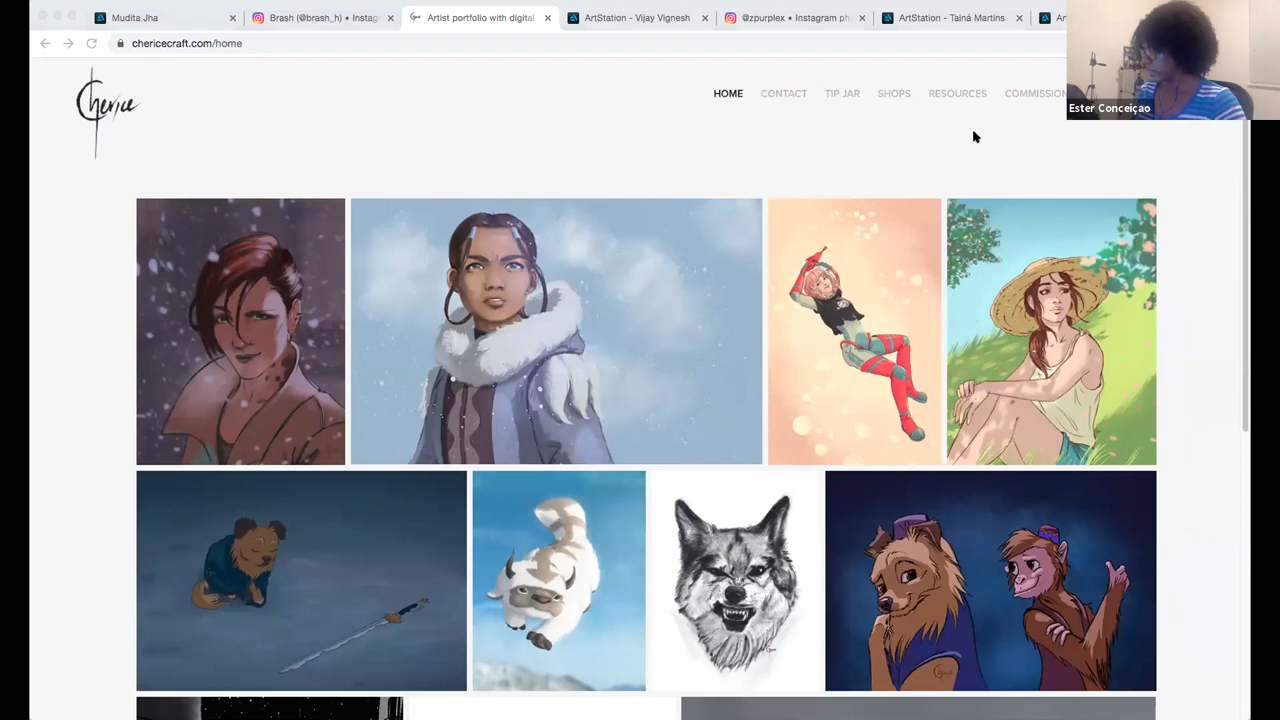 Mudita Jha
Brash (@brash_h) • Instag
Artist portfolio with digital
ArtStation - Vijay Vignesh
@zpurplex • Instagram ph
ArtStation - Tainá Martins
Ar
chericecraft.com/home
Cherice
HOME CONTACT TIP JAR SHOPS RESOURCES COMMISSION
Ester Conceiçao